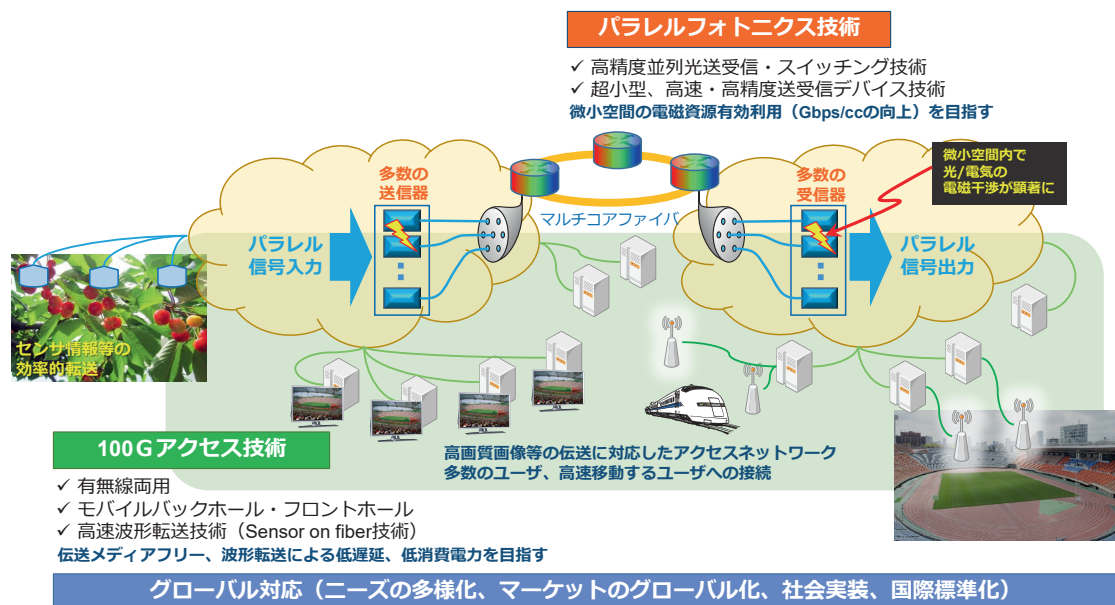 パラレルフォトニクス技術
✓ 高精度並列光送受信・スイッチング技術
✓ 超小型、高速・高精度送受信デバイス技術
微小空間の電磁資源有効利用（Gbps/ccの向上）を目指す
多数の
送信器
マルチコアファイバ
多数の
受信器
微小空間内で
光/電気の
電磁干渉が顕著に
パラレル
信号入力
パラレル
信号出力
センサ情報等の
効率的転送
100Gアクセス技術
✓ 有無線両用
✓ モバイルバックホール・フロントホール
✓ 高速波形転送技術（Sensor on fiber技術）
伝送メディアフリー、波形転送による低遅延、低消費電力を目指す
高画質画像等の伝送に対応したアクセスネットワーク
多数のユーザ、高速移動するユーザへの接続
グローバル対応（ニーズの多様化、マーケットのグローバル化、社会実装、国際標準化）